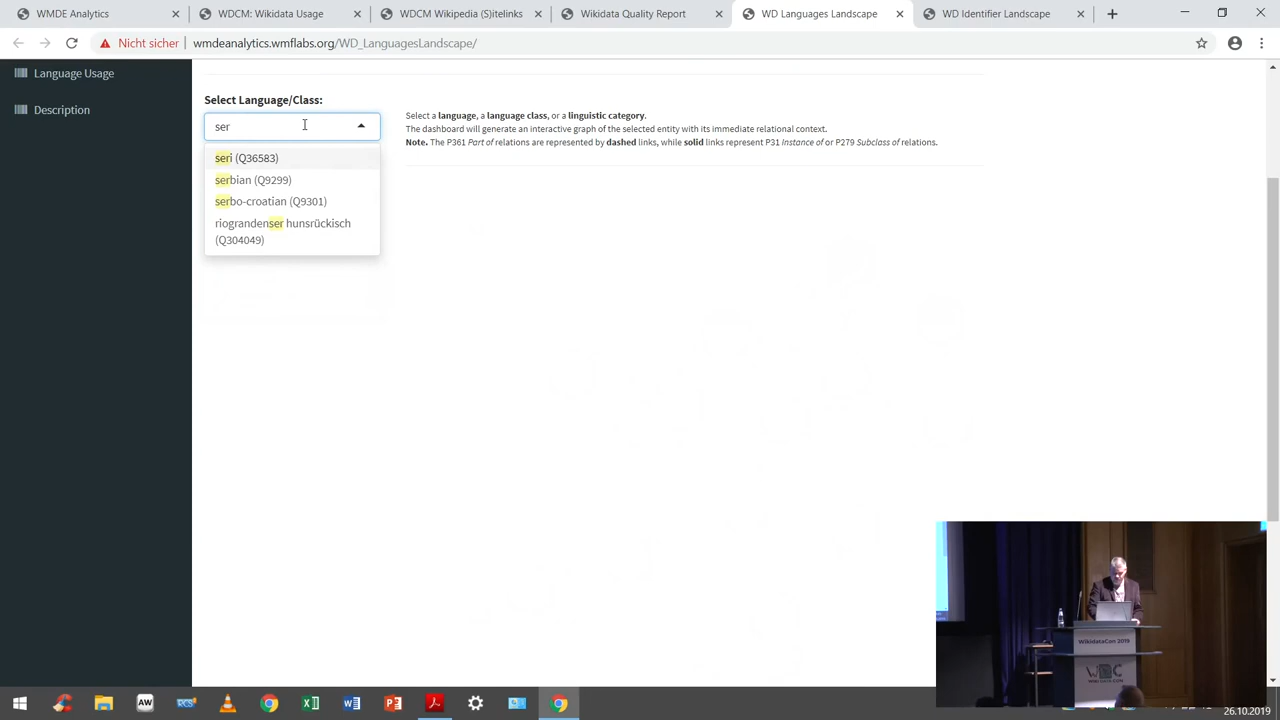 WMDE Analytics
WDCM: Wikidata Usage
WDCM Wikipedia (S)itelinks
Wikidata Quality Report
WD Languages Landscape
WD Identifier Landscape
Nicht sicher
wmdeanalytics.wmflabs.org/WD_LanguagesLandscape/
Language Usage
Description
Select Language/Class:
ser
seri (Q36583)
serbian (Q9299)
serbo-croatian (Q9301)
riograndenser hunsrückisch
(Q304049)
Select a language, a language class, or a linguistic category.
The dashboard will generate an interactive graph of the selected entity with its immediate relational context.
Note. The P361 Part of relations are represented by dashed links, while solid links represent P31 Instance of or P279 Subclass of relations.
WikidataCon 2019
AW
26.10.2019